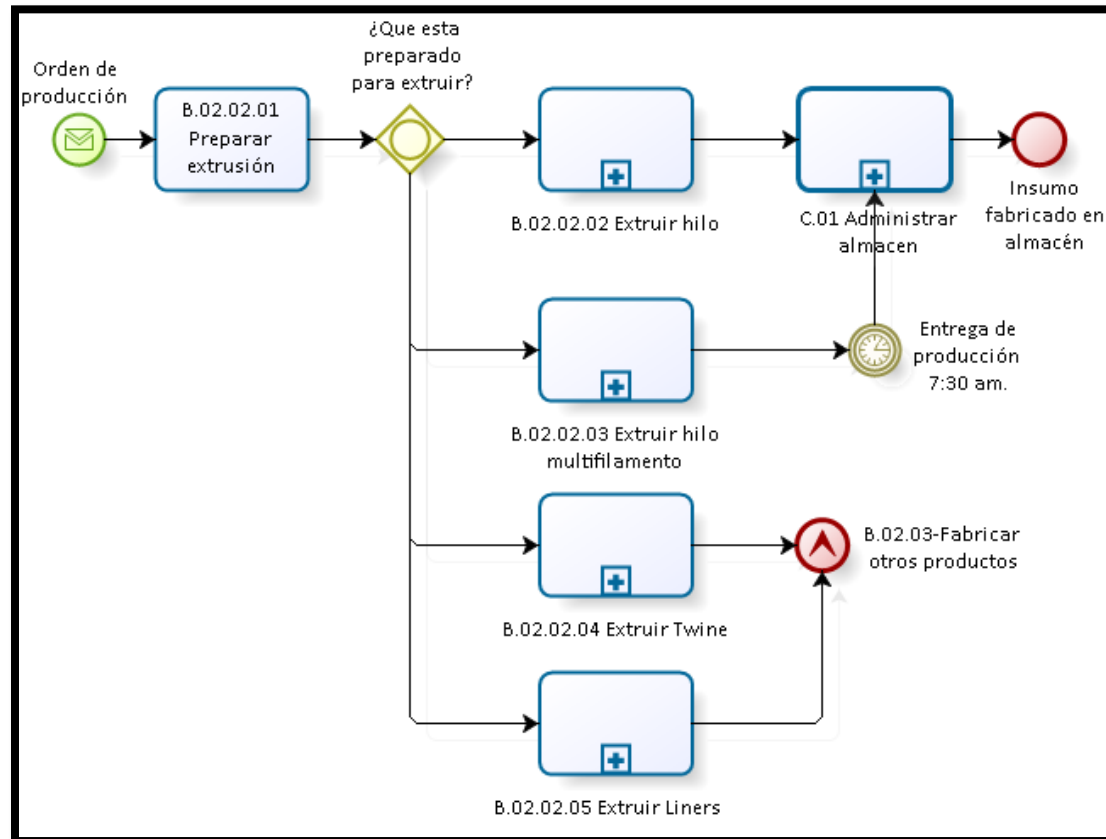 ¿Que esta
preparado
para extruir?
Orden de
producción
B.02.02.01
Preparar
extrusión
B.02.02.02 Extruir hilo
C.01 Administrar
almacen
Insumo
fabricado en
almacén
Entrega de
producción
7:30 am.
B.02.02.03 Extruir hilo
multifilamento
B.02.03-Fabricar
otros productos
B.02.02.04 Extruir Twine
B.02.02.05 Extruir Liners